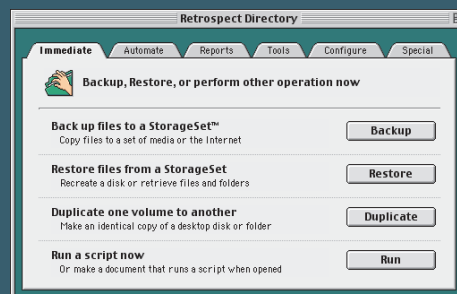 Retrospect Directory
Immediate Automate Reports Tools Configure Special
Backup, Restore, or perform other operation now
Back up files to a StorageSet™
Copy files to a set of media or the Internet
Backup
Restore files from a StorageSet
Recreate a disk or retrieve files and folders
Restore
Duplicate one volume to another
Make an identical copy of a desktop disk or folder
Duplicate
Run a script now
Or make a document that runs a script when opened
Run